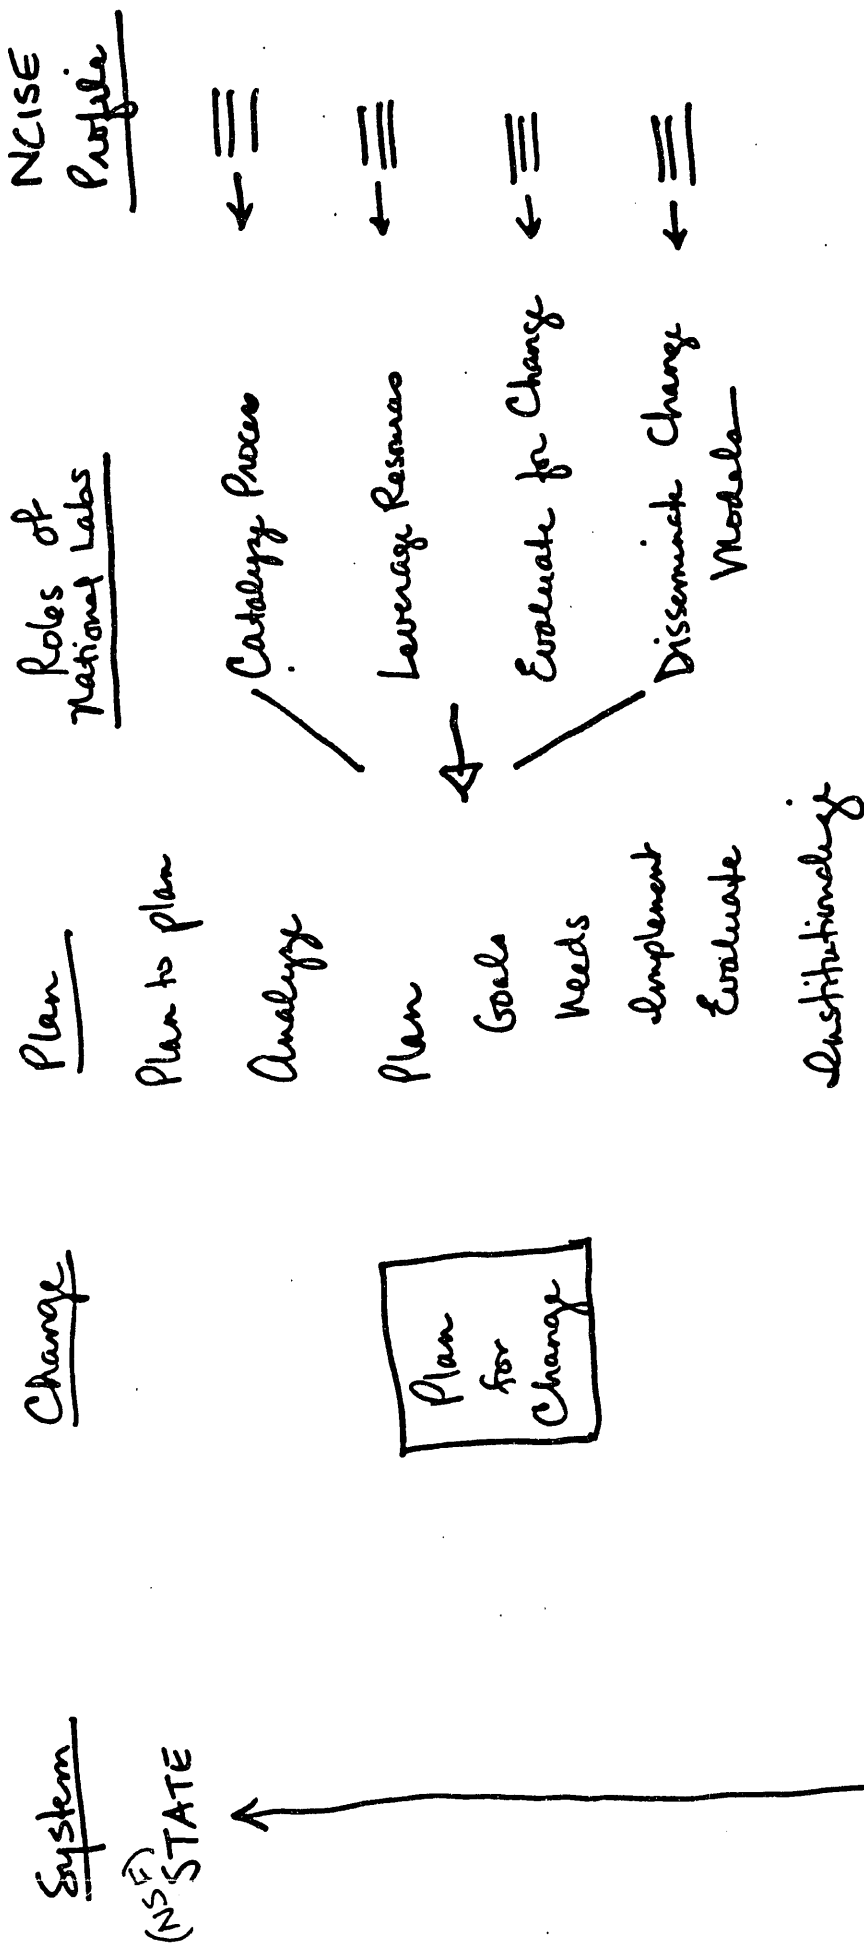 System
(NSF)
STATE
Change
Plan
for
Change
Plan
Plan to plan
Analyze
Plan
Goals
Needs
Implement
Evaluate
Institutionalize
Roles of
National Labs
Catalyze Process
Leverage Resources
Evaluate for Change
Disseminate Change
Models
NCISE
Profile